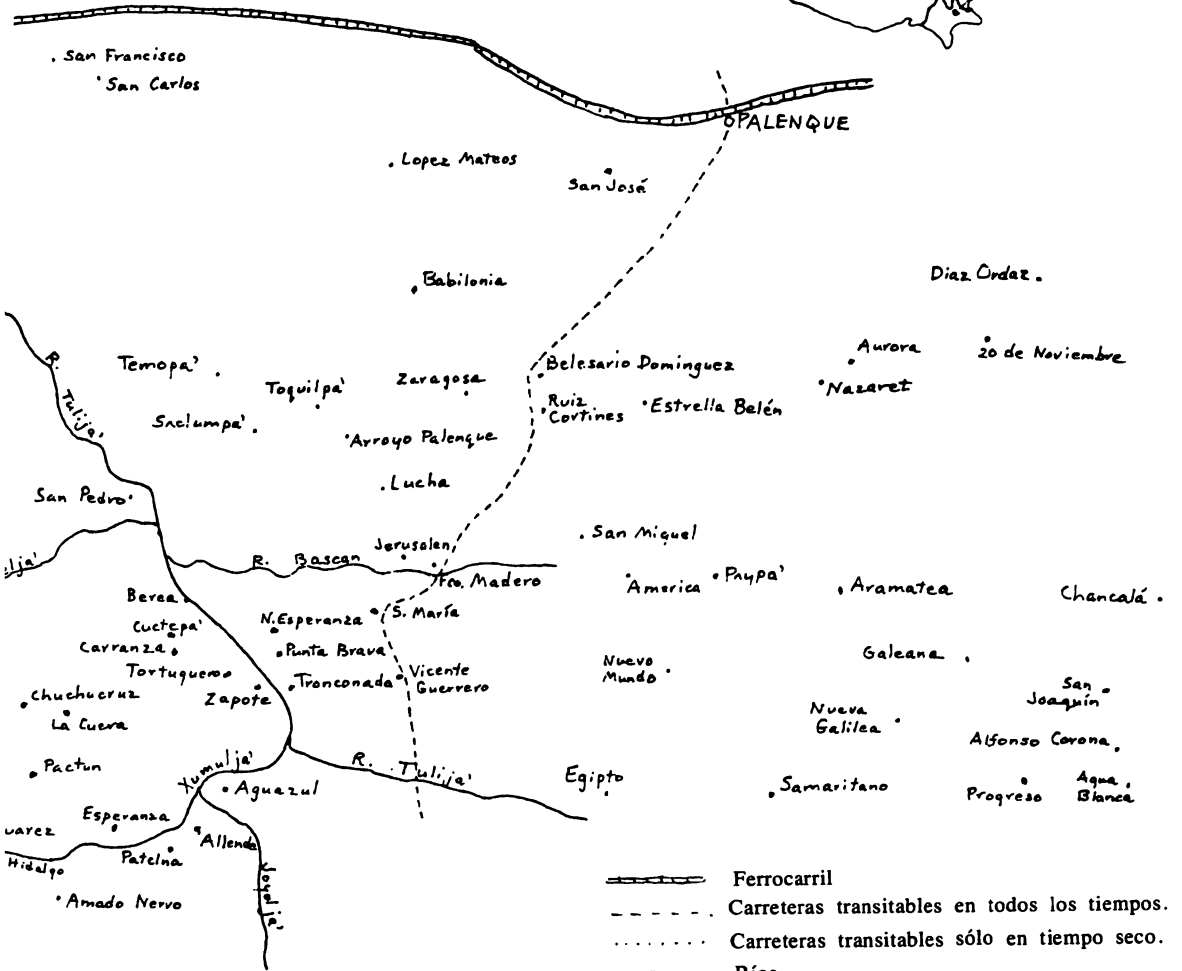 San Francisco
San Carlos
PALENQUE
Lopez Mateos
San José
Babilonia
Diaz Ordaz
Temopa'
Toquilpa'
Zaragosa
Belesario Dominguez
Aurora
20 de Noviembre
Nazaret
Ruiz
Cortines
Estrella Belén
R. Tulija'
Arroyo Palenque
Lucha
San Pedro
San Miquel
Jerusalen
R. Bascan
Fco. Madero
America
Aramatea
Chancalá
Berea
N. Esperanza
S. María
Cuctepa'
Carranza
Punta Brava
Galeana
Tortuguero
Tronconada
Vicente
Guerrero
Nuevo
Mundo
Chuchucruz
Zapote
San
Joaquín
La Cueva
Nueva
Galilea
Alfonso Corona
Pactun
Xumulja'
R. Tulija'
Aguazul
Egipto
Samaritano
Progreso
Agua
Blanca
Esperanza
uarez
Allende
Hidalgo
Patelna
Amado Nervo
Ferrocarril
Carreteras transitables en todos los tiempos.
Carreteras transitables sólo en tiempo seco.